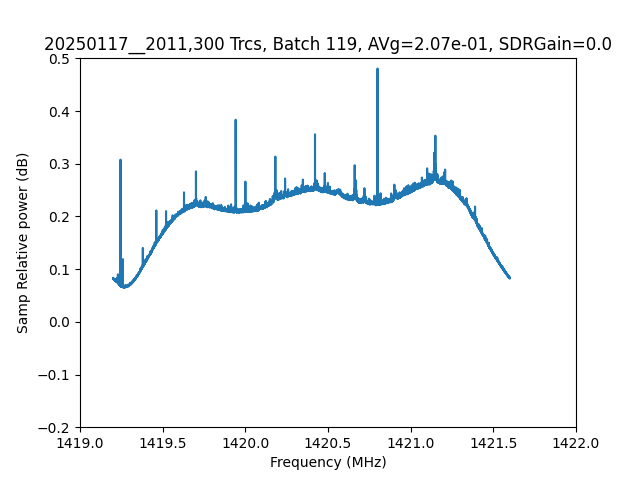 20250117__2011,300 Trcs, Batch 119, AVg=2.07e-01, SDRGain=0.0
0.5
0.4
0.3
0.2
0.1
0.0
−0.1
−0.2
Samp Relative power (dB)
1419.0 1419.5 1420.0 1420.5 1421.0 1421.5 1422.0
Frequency (MHz)